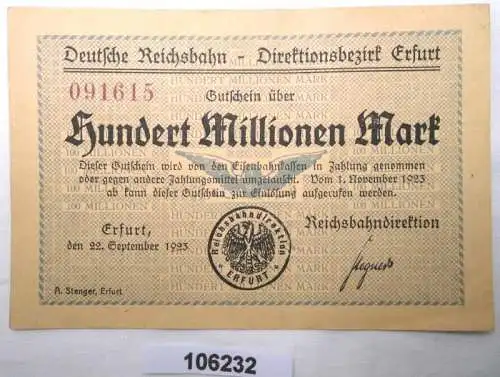 Deutsche Reichsbahn - Direktionsbezirk Erfurt
091615
Gutschein über
Hundert Millionen Mark
Dieser Gutschein wird von den Eisenbahnkassen in Zahlung genommen
oder gegen andere Zahlungsmittel umgetauscht. Vom 1. November 1923
ab kann dieser Gutschein zur Einlösung aufgerufen werden.
Erfurt,
den 22. September 1923
Reichsbahndirektion
Reichsbahndirektion
ERFURT
A. Stenger, Erfurt
106232